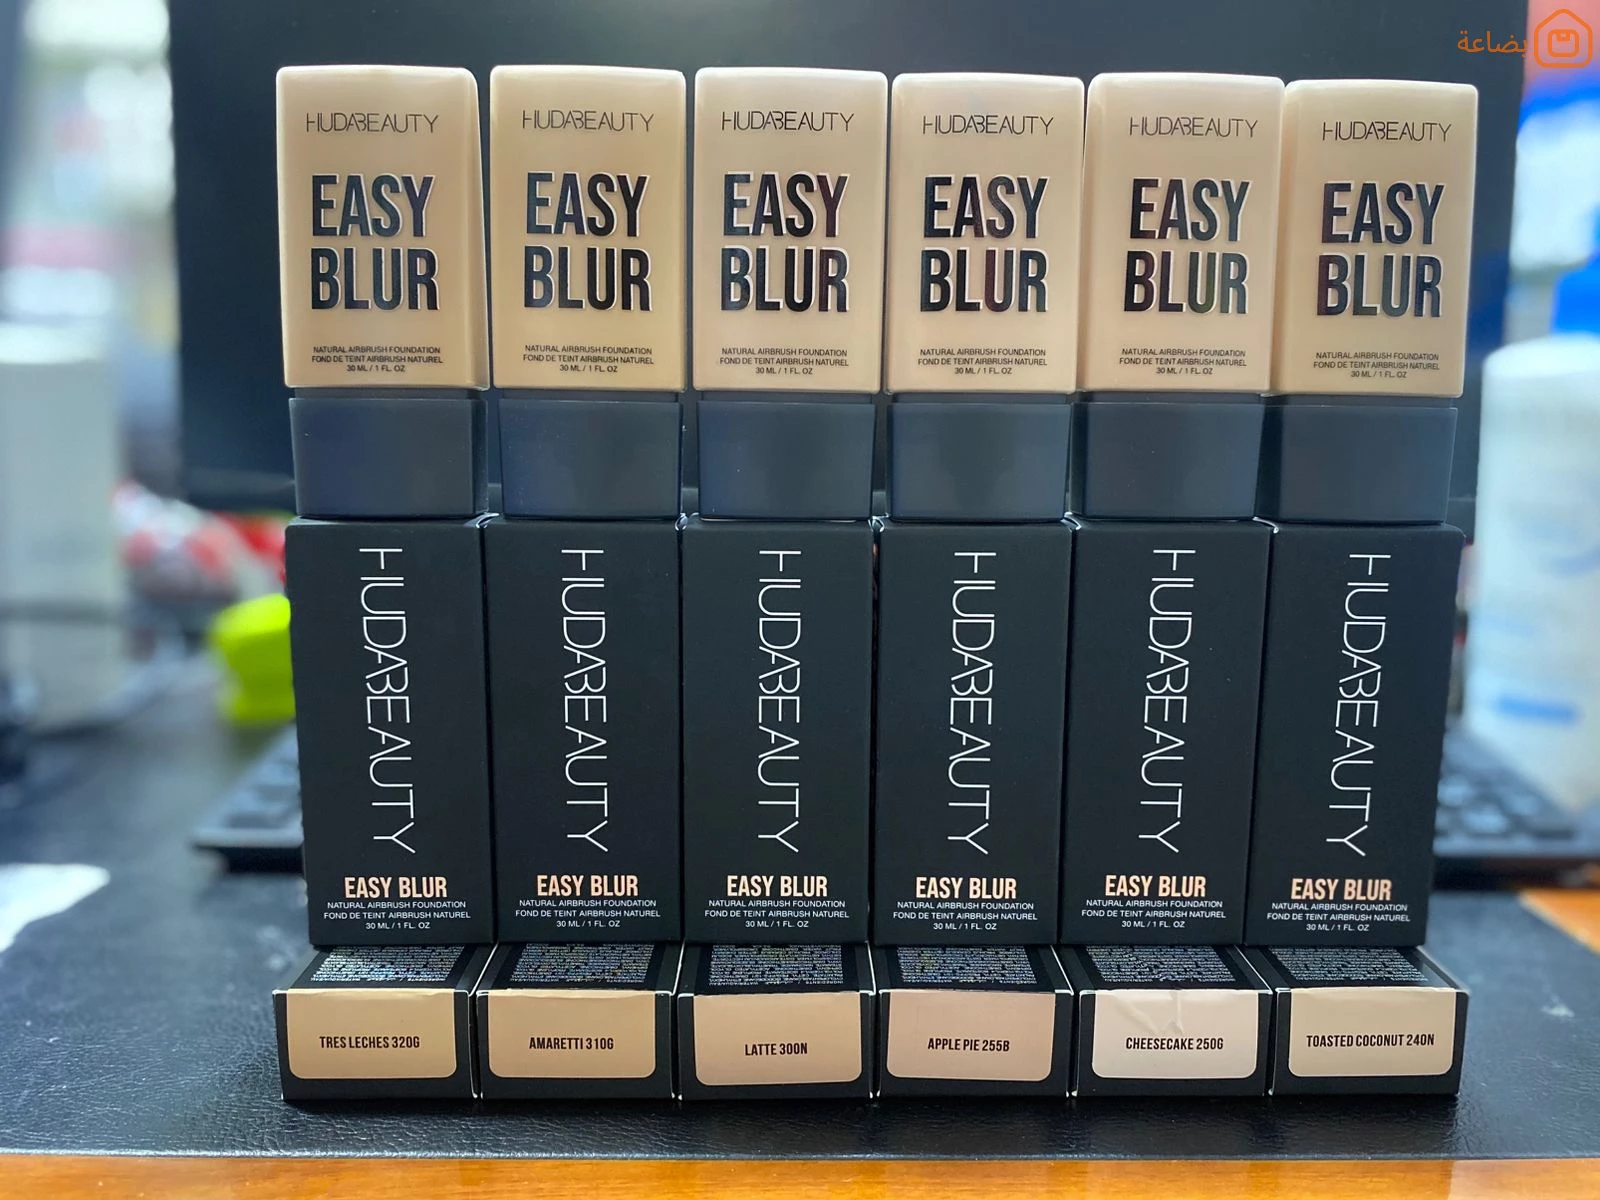 بضاعة
HUDABEAUTY
EASY
BLUR
NATURAL AIRBRUSH FOUNDATION
FOND DE TEINT AIRBRUSH NATUREL
30 ML / 1 FL. OZ
HUDABEAUTY
EASY
BLUR
NATURAL AIRBRUSH FOUNDATION
FOND DE TEINT AIRBRUSH NATUREL
30 ML / 1 FL. OZ
HUDABEAUTY
EASY
BLUR
NATURAL AIRBRUSH FOUNDATION
FOND DE TEINT AIRBRUSH NATUREL
30 ML / 1 FL. OZ
HUDABEAUTY
EASY
BLUR
NATURAL AIRBRUSH FOUNDATION
FOND DE TEINT AIRBRUSH NATUREL
30 ML / 1 FL. OZ
HUDABEAUTY
EASY
BLUR
NATURAL AIRBRUSH FOUNDATION
FOND DE TEINT AIRBRUSH NATUREL
30 ML / 1 FL. OZ
HUDABEAUTY
EASY
BLUR
NATURAL AIRBRUSH FOUNDATION
FOND DE TEINT AIRBRUSH NATUREL
30 ML / 1 FL. OZ
HUDABEAUTY
EASY BLUR
NATURAL AIRBRUSH FOUNDATION
FOND DE TEINT AIRBRUSH NATUREL
30 ML / 1 FL. OZ
HUDABEAUTY
EASY BLUR
NATURAL AIRBRUSH FOUNDATION
FOND DE TEINT AIRBRUSH NATUREL
30 ML / 1 FL. OZ
HUDABEAUTY
EASY BLUR
NATURAL AIRBRUSH FOUNDATION
FOND DE TEINT AIRBRUSH NATUREL
30 ML / 1 FL. OZ
HUDABEAUTY
EASY BLUR
NATURAL AIRBRUSH FOUNDATION
FOND DE TEINT AIRBRUSH NATUREL
30 ML / 1 FL. OZ
HUDABEAUTY
EASY BLUR
NATURAL AIRBRUSH FOUNDATION
FOND DE TEINT AIRBRUSH NATUREL
30 ML / 1 FL. OZ
HUDABEAUTY
EASY BLUR
NATURAL AIRBRUSH FOUNDATION
FOND DE TEINT AIRBRUSH NATUREL
30 ML / 1 FL. OZ
TRES LECHES 320G
AMARETTI 310G
LATTE 300N
APPLE PIE 255B
CHEESECAKE 250G
TOASTED COCONUT 240N